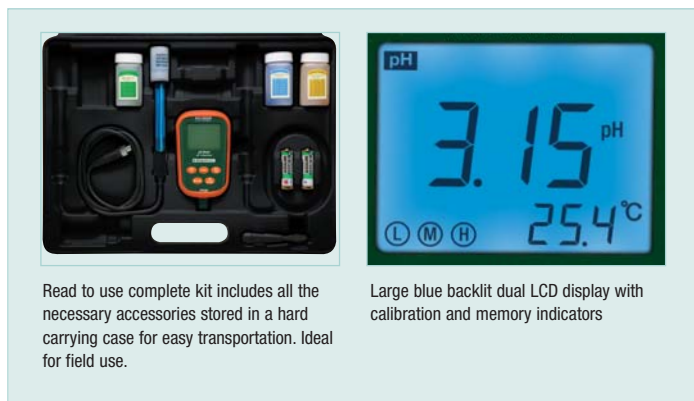 pH
3.15 pH
25.4°C
L M H
Read to use complete kit includes all the
necessary accessories stored in a hard
carrying case for easy transportation. Ideal
for field use.
Large blue backlit dual LCD display with
calibration and memory indicators